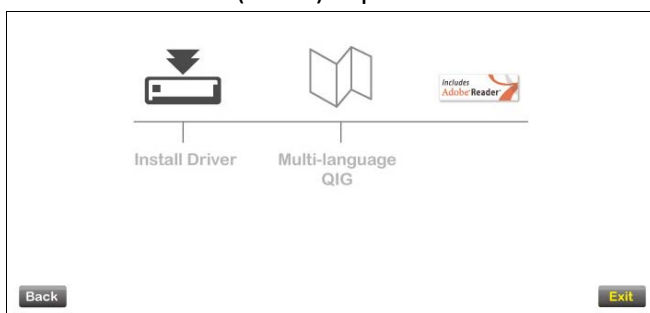 Includes
Adobe Reader
Install Driver
Multi-language
QIG
Back
Exit